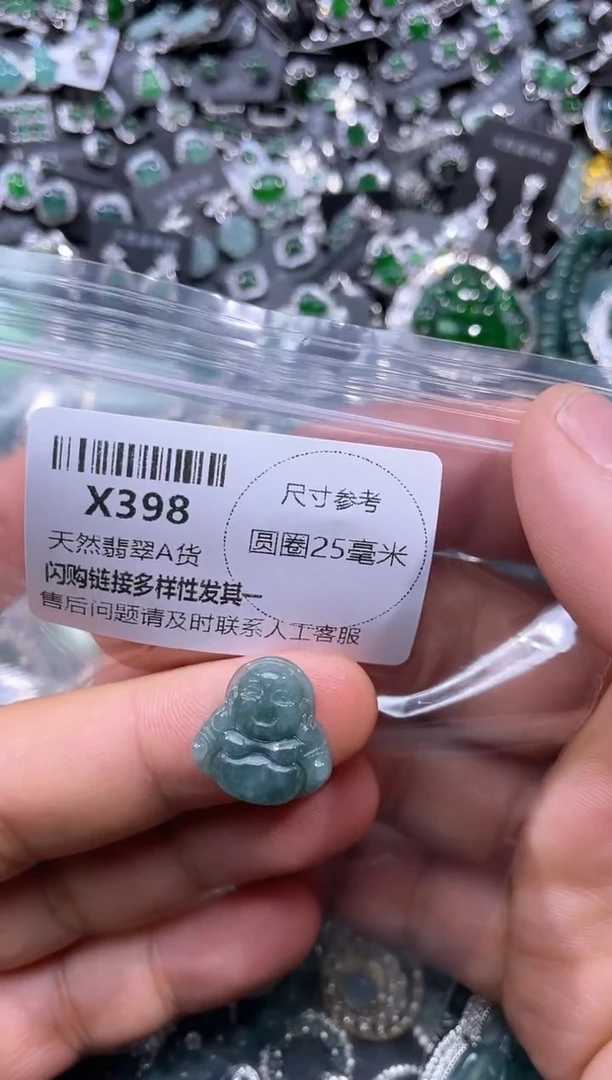 X398
尺寸参考
圆圈25毫米
天然翡翠A货
闪购链接多样性发其一
售后问题请及时联系人工客服